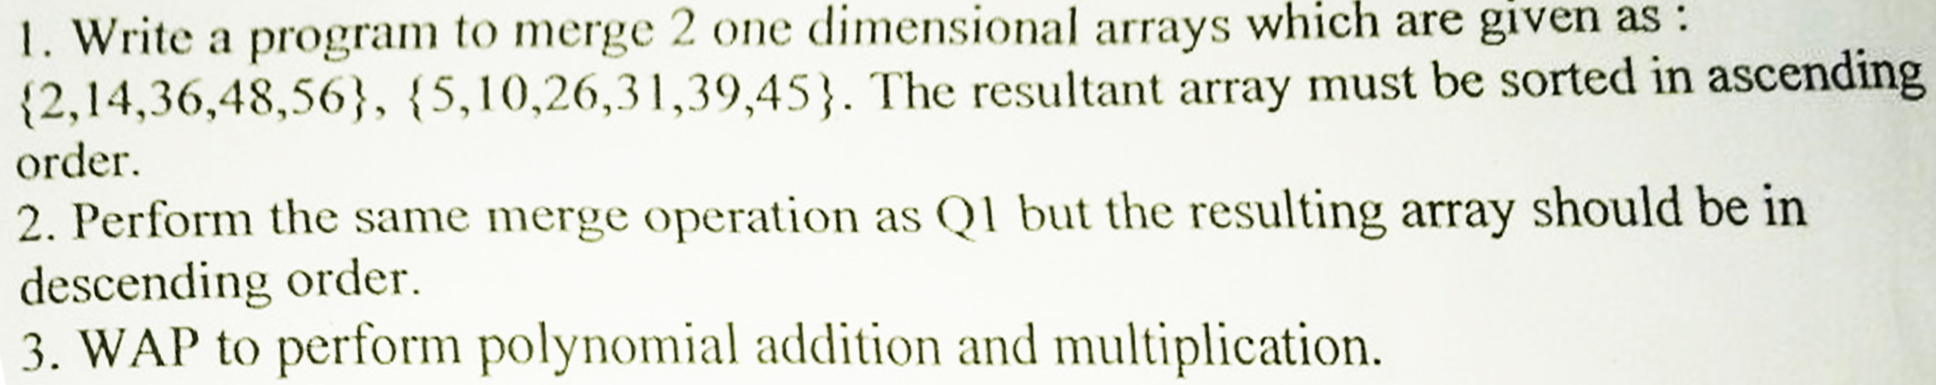 1. Write a program to merge 2 one dimensional arrays which are given as :
{2,14,36,48,56}, {5,10,26,31,39,45}. The resultant array must be sorted in ascending
order.
2. Perform the same merge operation as Q1 but the resulting array should be in
descending order.
3. WAP to perform polynomial addition and multiplication.